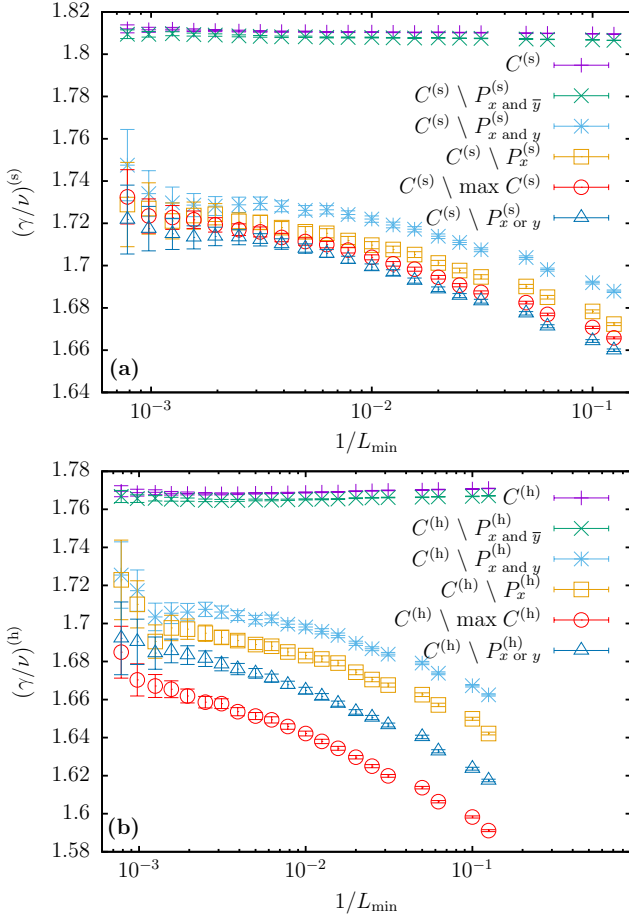 1.82
1.8
1.78
1.76
1.74
1.72
1.7
1.68
1.66
1.64
(γ/ν)^(s)
C^(s)
C^(s) \ P^(s)_x and y̅
C^(s) \ P^(s)_x and y
C^(s) \ P^(s)_x
C^(s) \ max C^(s)
C^(s) \ P^(s)_x or y
(a)
10^−3
10^−2
10^−1
1/L_min
1.78
1.76
1.74
1.72
1.7
1.68
1.66
1.64
1.62
1.6
1.58
(γ/ν)^(h)
C^(h)
C^(h) \ P^(h)_x and y̅
C^(h) \ P^(h)_x and y
C^(h) \ P^(h)_x
C^(h) \ max C^(h)
C^(h) \ P^(h)_x or y
(b)
10^−3
10^−2
10^−1
1/L_min